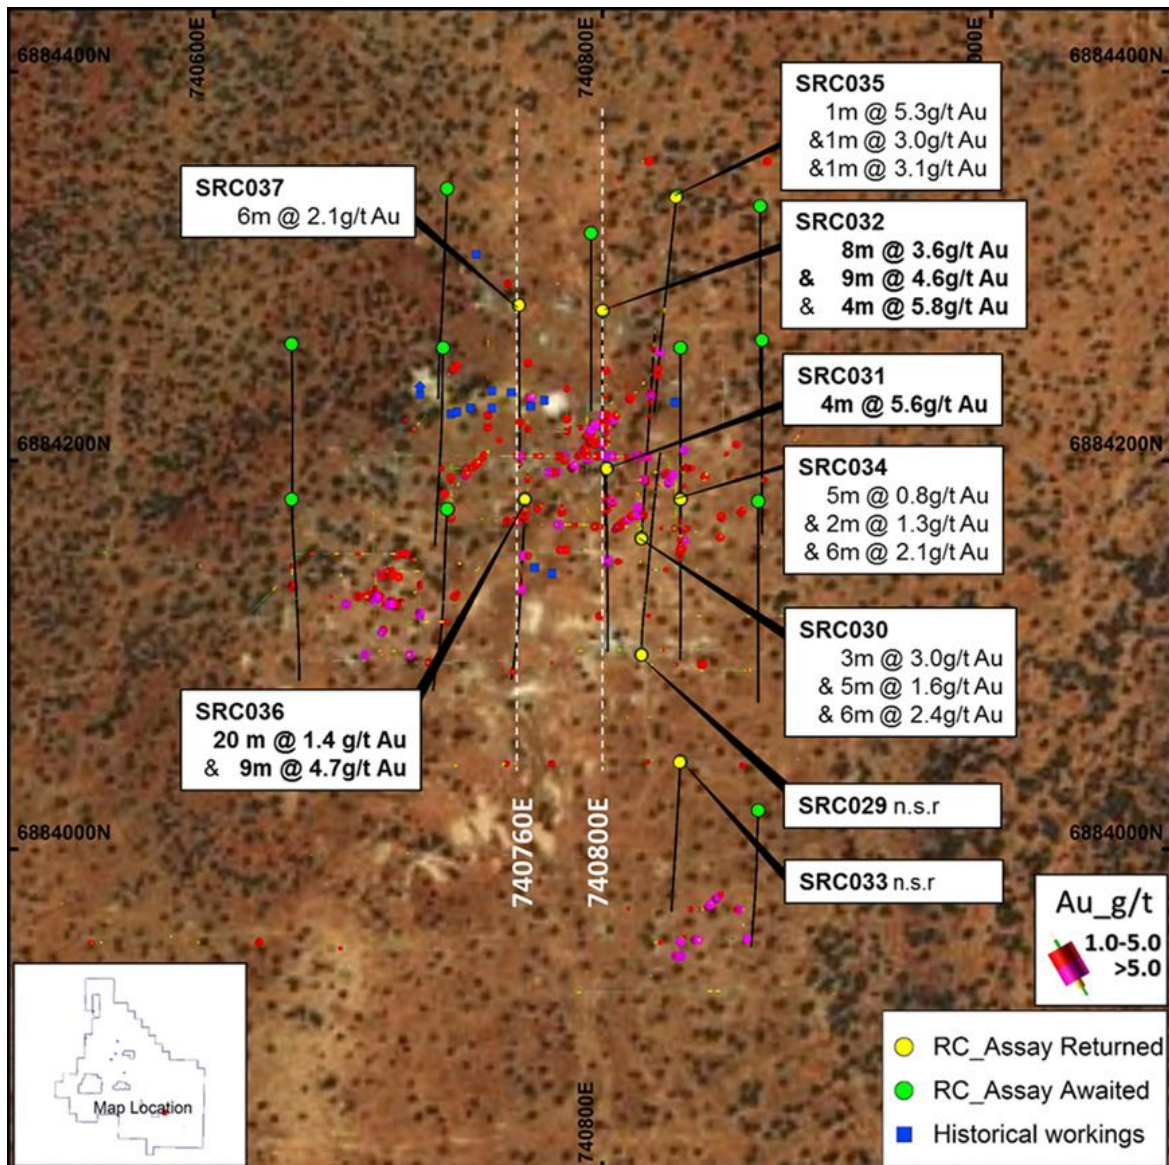 740600E
740800E
00E
6884400N
6884400N
SRC035
1m @ 5.3g/t Au
&1m @ 3.0g/t Au
&1m @ 3.1g/t Au
SRC037
6m @ 2.1g/t Au
SRC032
8m @ 3.6g/t Au
& 9m @ 4.6g/t Au
& 4m @ 5.8g/t Au
SRC031
4m @ 5.6g/t Au
6884200N
6884200N
SRC034
5m @ 0.8g/t Au
& 2m @ 1.3g/t Au
& 6m @ 2.1g/t Au
SRC030
3m @ 3.0g/t Au
& 5m @ 1.6g/t Au
& 6m @ 2.4g/t Au
SRC036
20 m @ 1.4 g/t Au
& 9m @ 4.7g/t Au
SRC029 n.s.r
740760E
740800E
6884000N
6884000N
SRC033 n.s.r
Au_g/t
1.0-5.0
>5.0
Map Location
740800E
RC_Assay Returned
RC_Assay Awaited
Historical workings